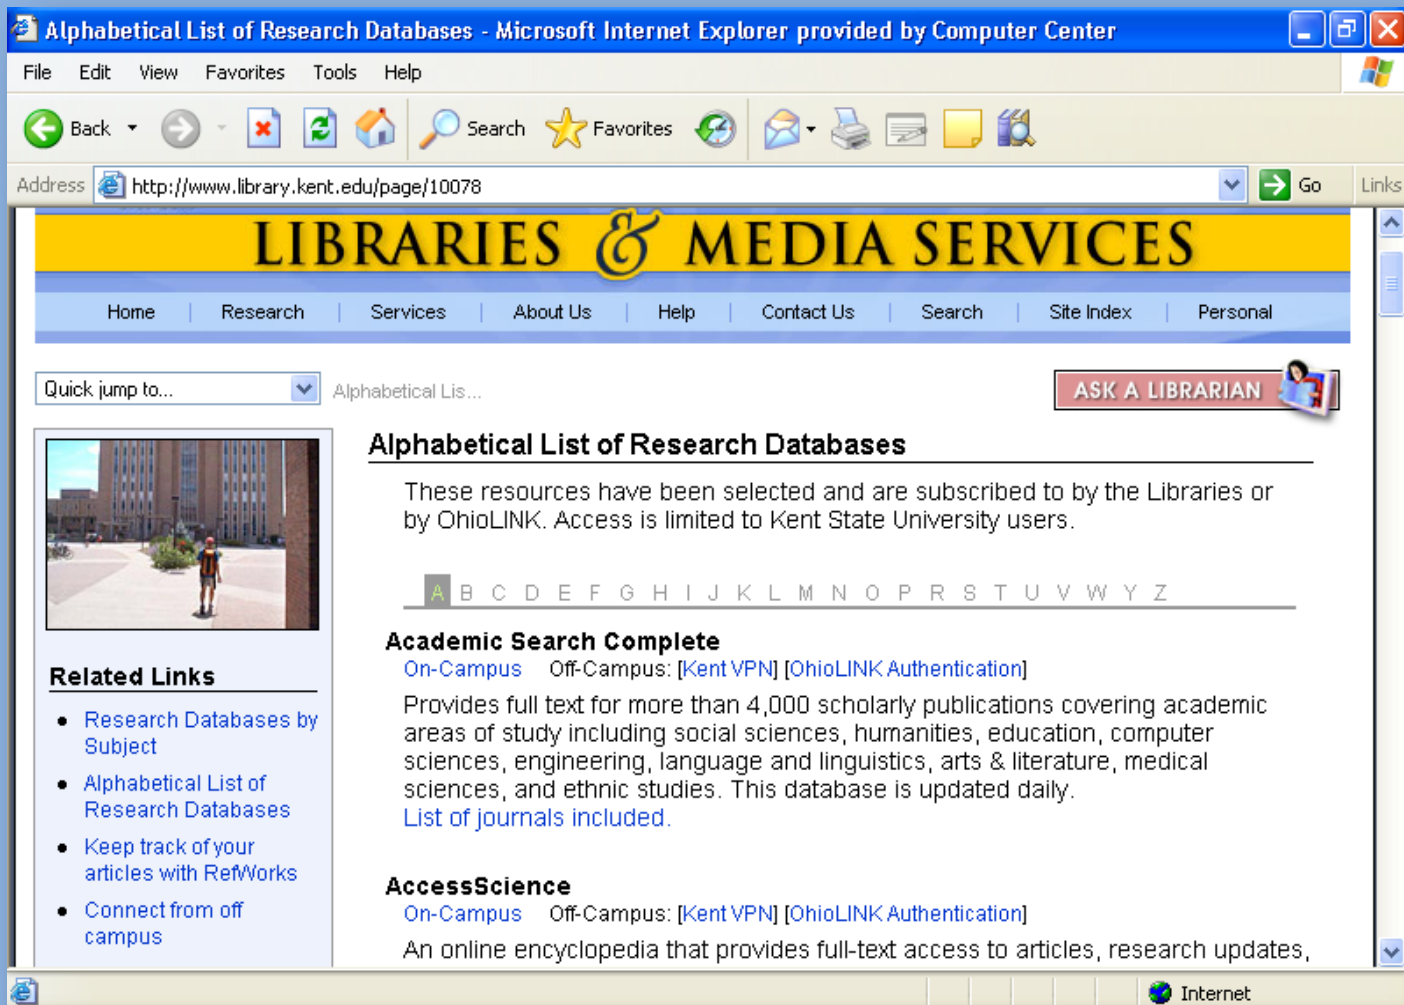 Alphabetical List of Research Databases - Microsoft Internet Explorer provided by Computer Center
File Edit View Favorites Tools Help
Back Search Favorites
Address http://www.library.kent.edu/page/10078 Go Links
LIBRARIES & MEDIA SERVICES
Home | Research | Services | About Us | Help | Contact Us | Search | Site Index | Personal
Quick jump to... Alphabetical Lis... ASK A LIBRARIAN
Alphabetical List of Research Databases
These resources have been selected and are subscribed to by the Libraries or
by OhioLINK. Access is limited to Kent State University users.
A B C D E F G H I J K L M N O P R S T U V W Y Z
Academic Search Complete
On-Campus Off-Campus: [Kent VPN] [OhioLINK Authentication]
Provides full text for more than 4,000 scholarly publications covering academic
areas of study including social sciences, humanities, education, computer
sciences, engineering, language and linguistics, arts & literature, medical
sciences, and ethnic studies. This database is updated daily.
List of journals included.
AccessScience
On-Campus Off-Campus: [Kent VPN] [OhioLINK Authentication]
An online encyclopedia that provides full-text access to articles, research updates,
Related Links
Research Databases by
Subject
Alphabetical List of
Research Databases
Keep track of your
articles with RefWorks
Connect from off
campus
Internet